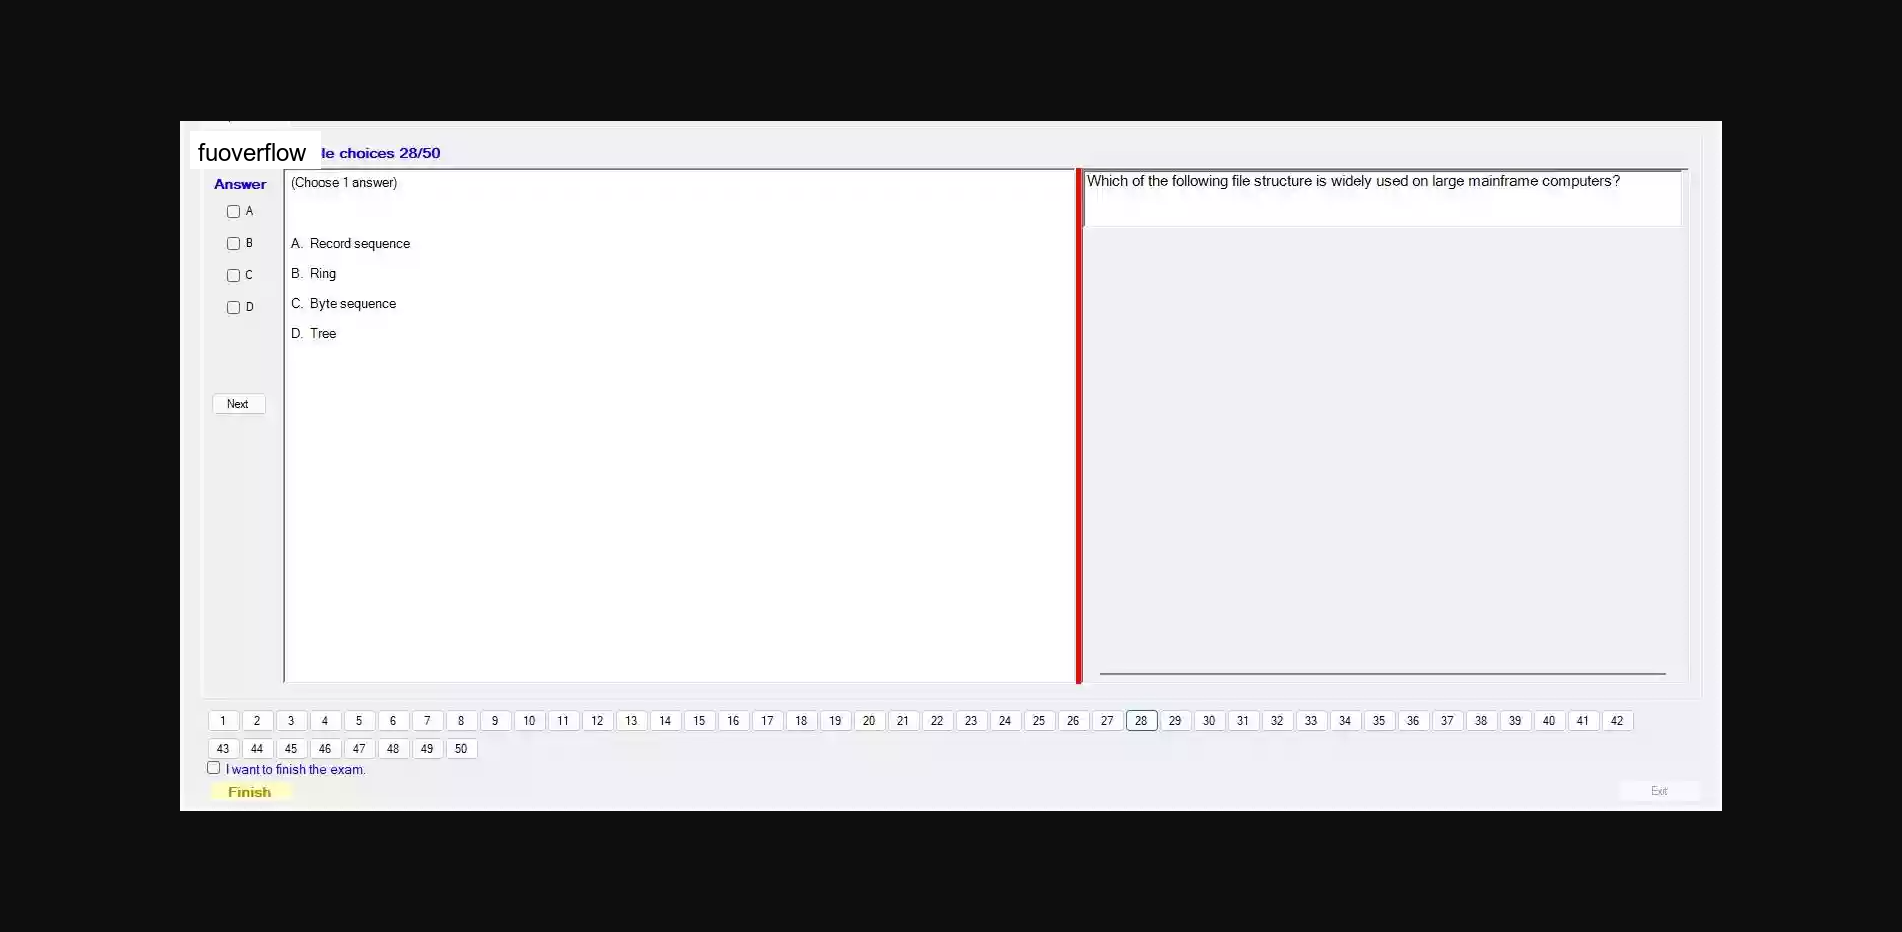 fuoverflow le choices 28/50
Answer
A
B
C
D
Next
(Choose 1 answer)
A. Record sequence
B. Ring
C. Byte sequence
D. Tree
Which of the following file structure is widely used on large mainframe computers?
1 2 3 4 5 6 7 8 9 10 11 12 13 14 15 16 17 18 19 20 21 22 23 24 25 26 27 28 29 30 31 32 33 34 35 36 37 38 39 40 41 42
43 44 45 46 47 48 49 50
I want to finish the exam.
Finish
Exit